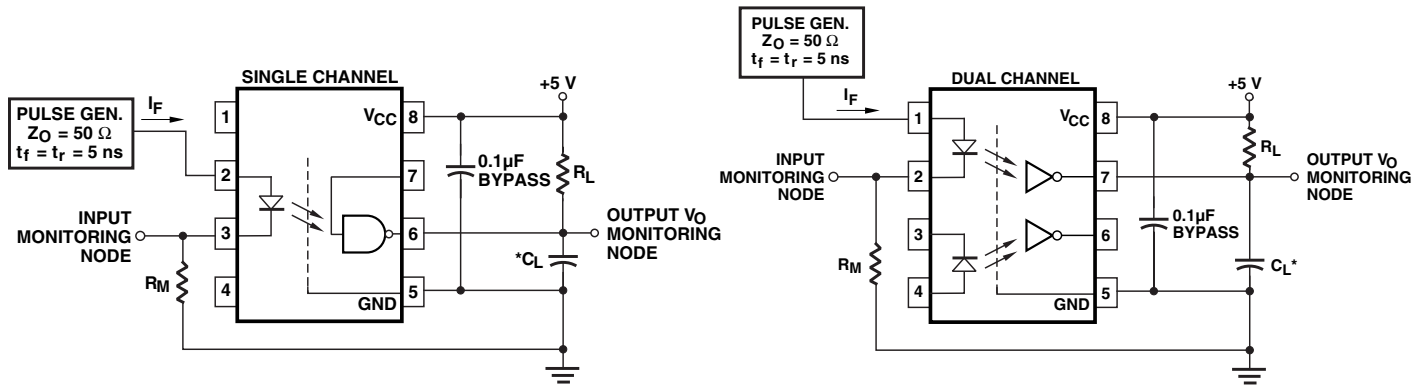 SINGLE CHANNEL
PULSE GEN.
ZO = 50 Ω
tf = tr = 5 ns
IF
+5 V
1
2
3
4
VCC 8
7
6
GND 5
0.1µF
BYPASS
RL
INPUT
MONITORING
NODE
RM
OUTPUT VO
MONITORING
NODE
*CL
PULSE GEN.
ZO = 50 Ω
tf = tr = 5 ns
DUAL CHANNEL
IF
+5 V
1
2
3
4
VCC 8
7
6
GND 5
RL
INPUT
MONITORING
NODE
RM
OUTPUT VO
MONITORING
NODE
0.1µF
BYPASS
CL*